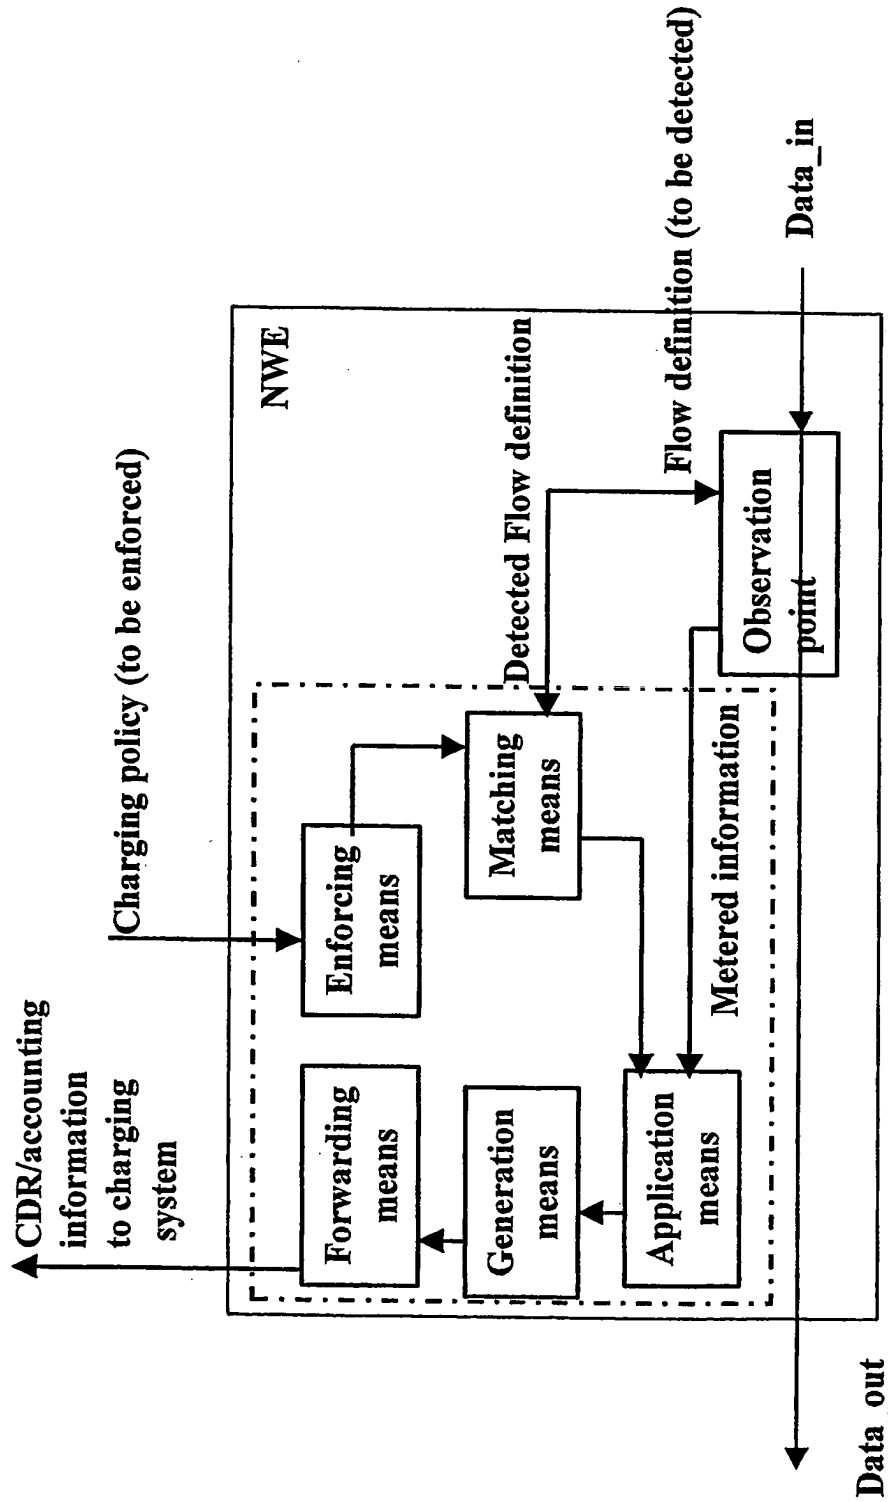 CDR/accounting
information
to charging
system
Charging policy (to be enforced)
NWE
Forwarding
means
Enforcing
means
Generation
means
Matching
means
Detected Flow definition
Application
means
Metered information
Flow definition (to be detected)
Observation
point
Data_in
Data out